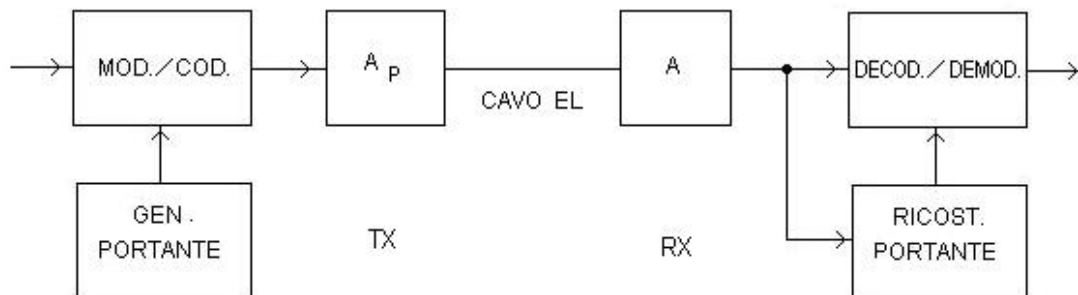 MOD./COD.
A P
CAVO EL
A
DECOD./DEMOD.
GEN.
PORTANTE
TX
RX
RICOST.
PORTANTE